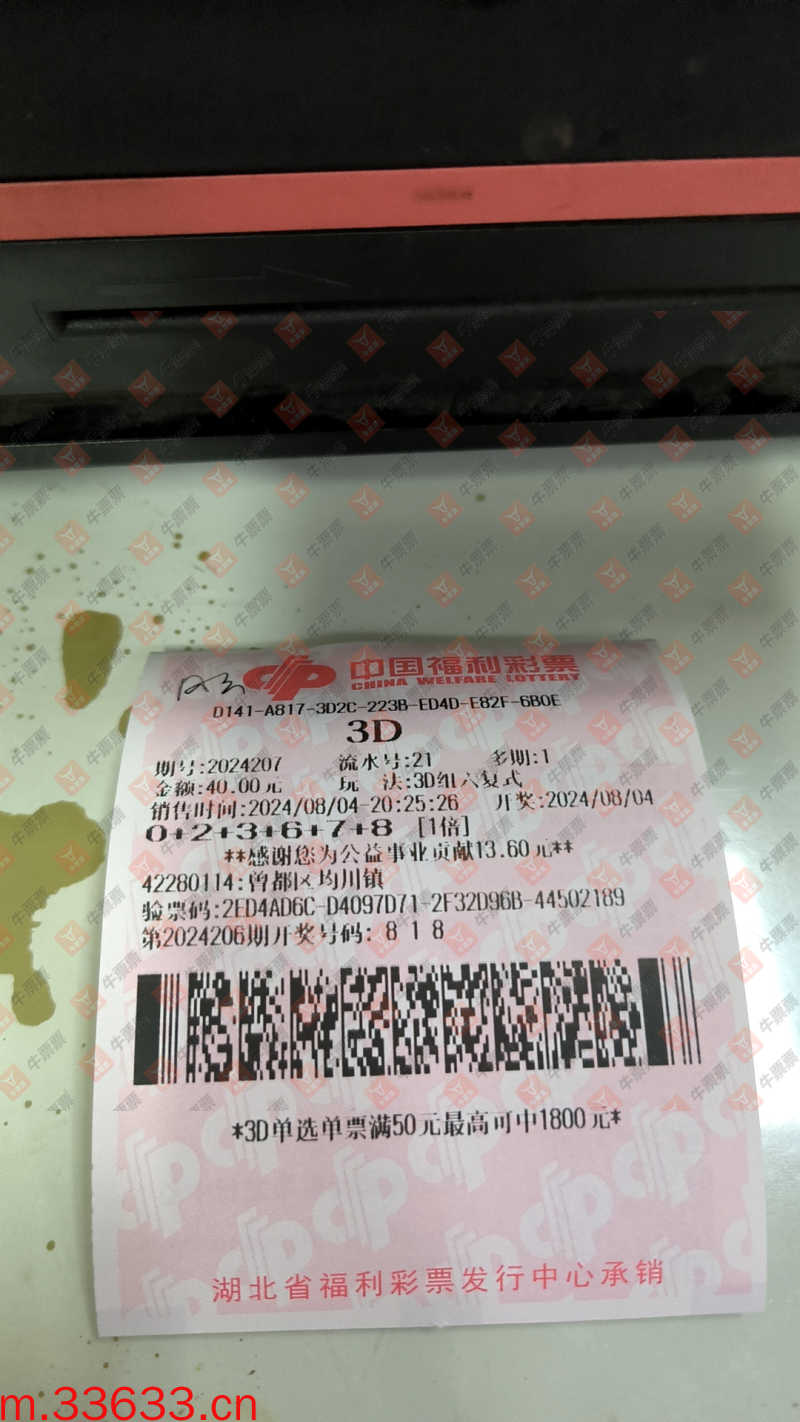 中国福利彩票
CHINA WELFARE LOTTERY
D141-A817-3D2C-223B-ED4D-E82F-6B0E
3D
期号:2024207 流水号:21 多期:1
金额:40.00元 玩 法:3D组六复式
销售时间:2024/08/04-20:25:26 开奖:2024/08/04
0+2+3+6+7+8 [1倍]
**感谢您为公益事业贡献13.60元**
42280114:曾都区均川镇
验票码:2ED4AD6C-D4097D71-2F32D96B-44502189
第2024206期开奖号码: 8 1 8
*3D单选单票满50元最高可中1800元*
湖北省福利彩票发行中心承销
牛票票
m.33633.cn